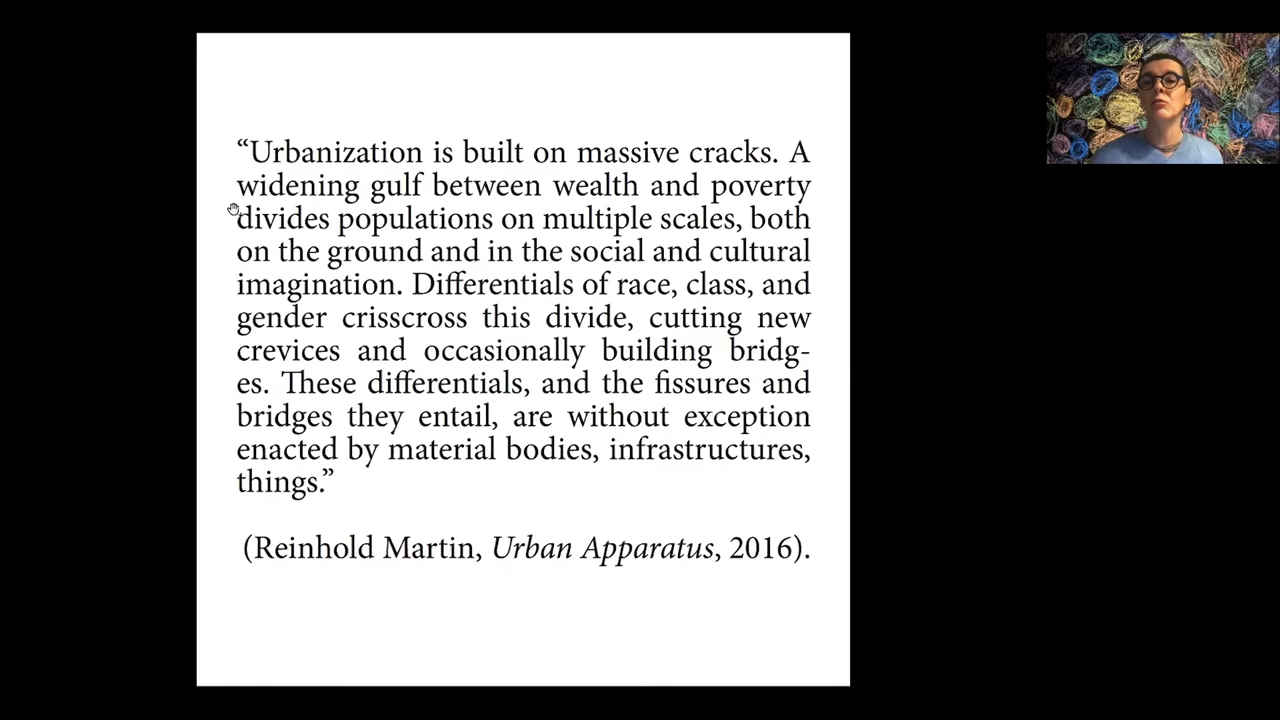 “Urbanization is built on massive cracks. A
widening gulf between wealth and poverty
divides populations on multiple scales, both
on the ground and in the social and cultural
imagination. Differentials of race, class, and
gender crisscross this divide, cutting new
crevices and occasionally building bridg-
es. These differentials, and the fissures and
bridges they entail, are without exception
enacted by material bodies, infrastructures,
things.”
(Reinhold Martin, Urban Apparatus, 2016).